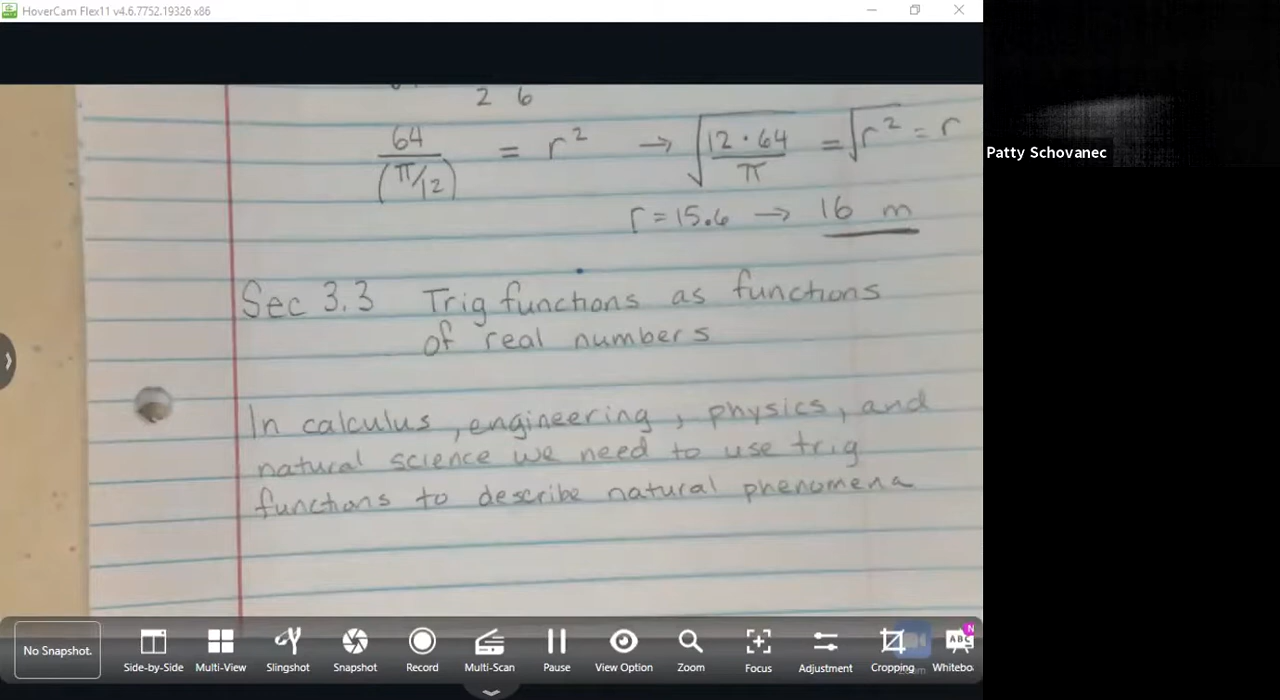 HoverCam Flex11 v4.6.7752.19326 x86
2 6
64/(π/12) = r² → √(12 · 64/π) = √r² = r
r = 15.6 → 16 m
Patty Schovanec
Sec 3.3 Trig functions as functions
of real numbers
In calculus, engineering, physics, and
natural science we need to use trig
functions to describe natural phenomena
No Snapshot.
Side-by-Side Multi-View Slingshot Snapshot Record Multi-Scan Pause View Option Zoom Focus Adjustment Cropping Whitebo
N
ABC